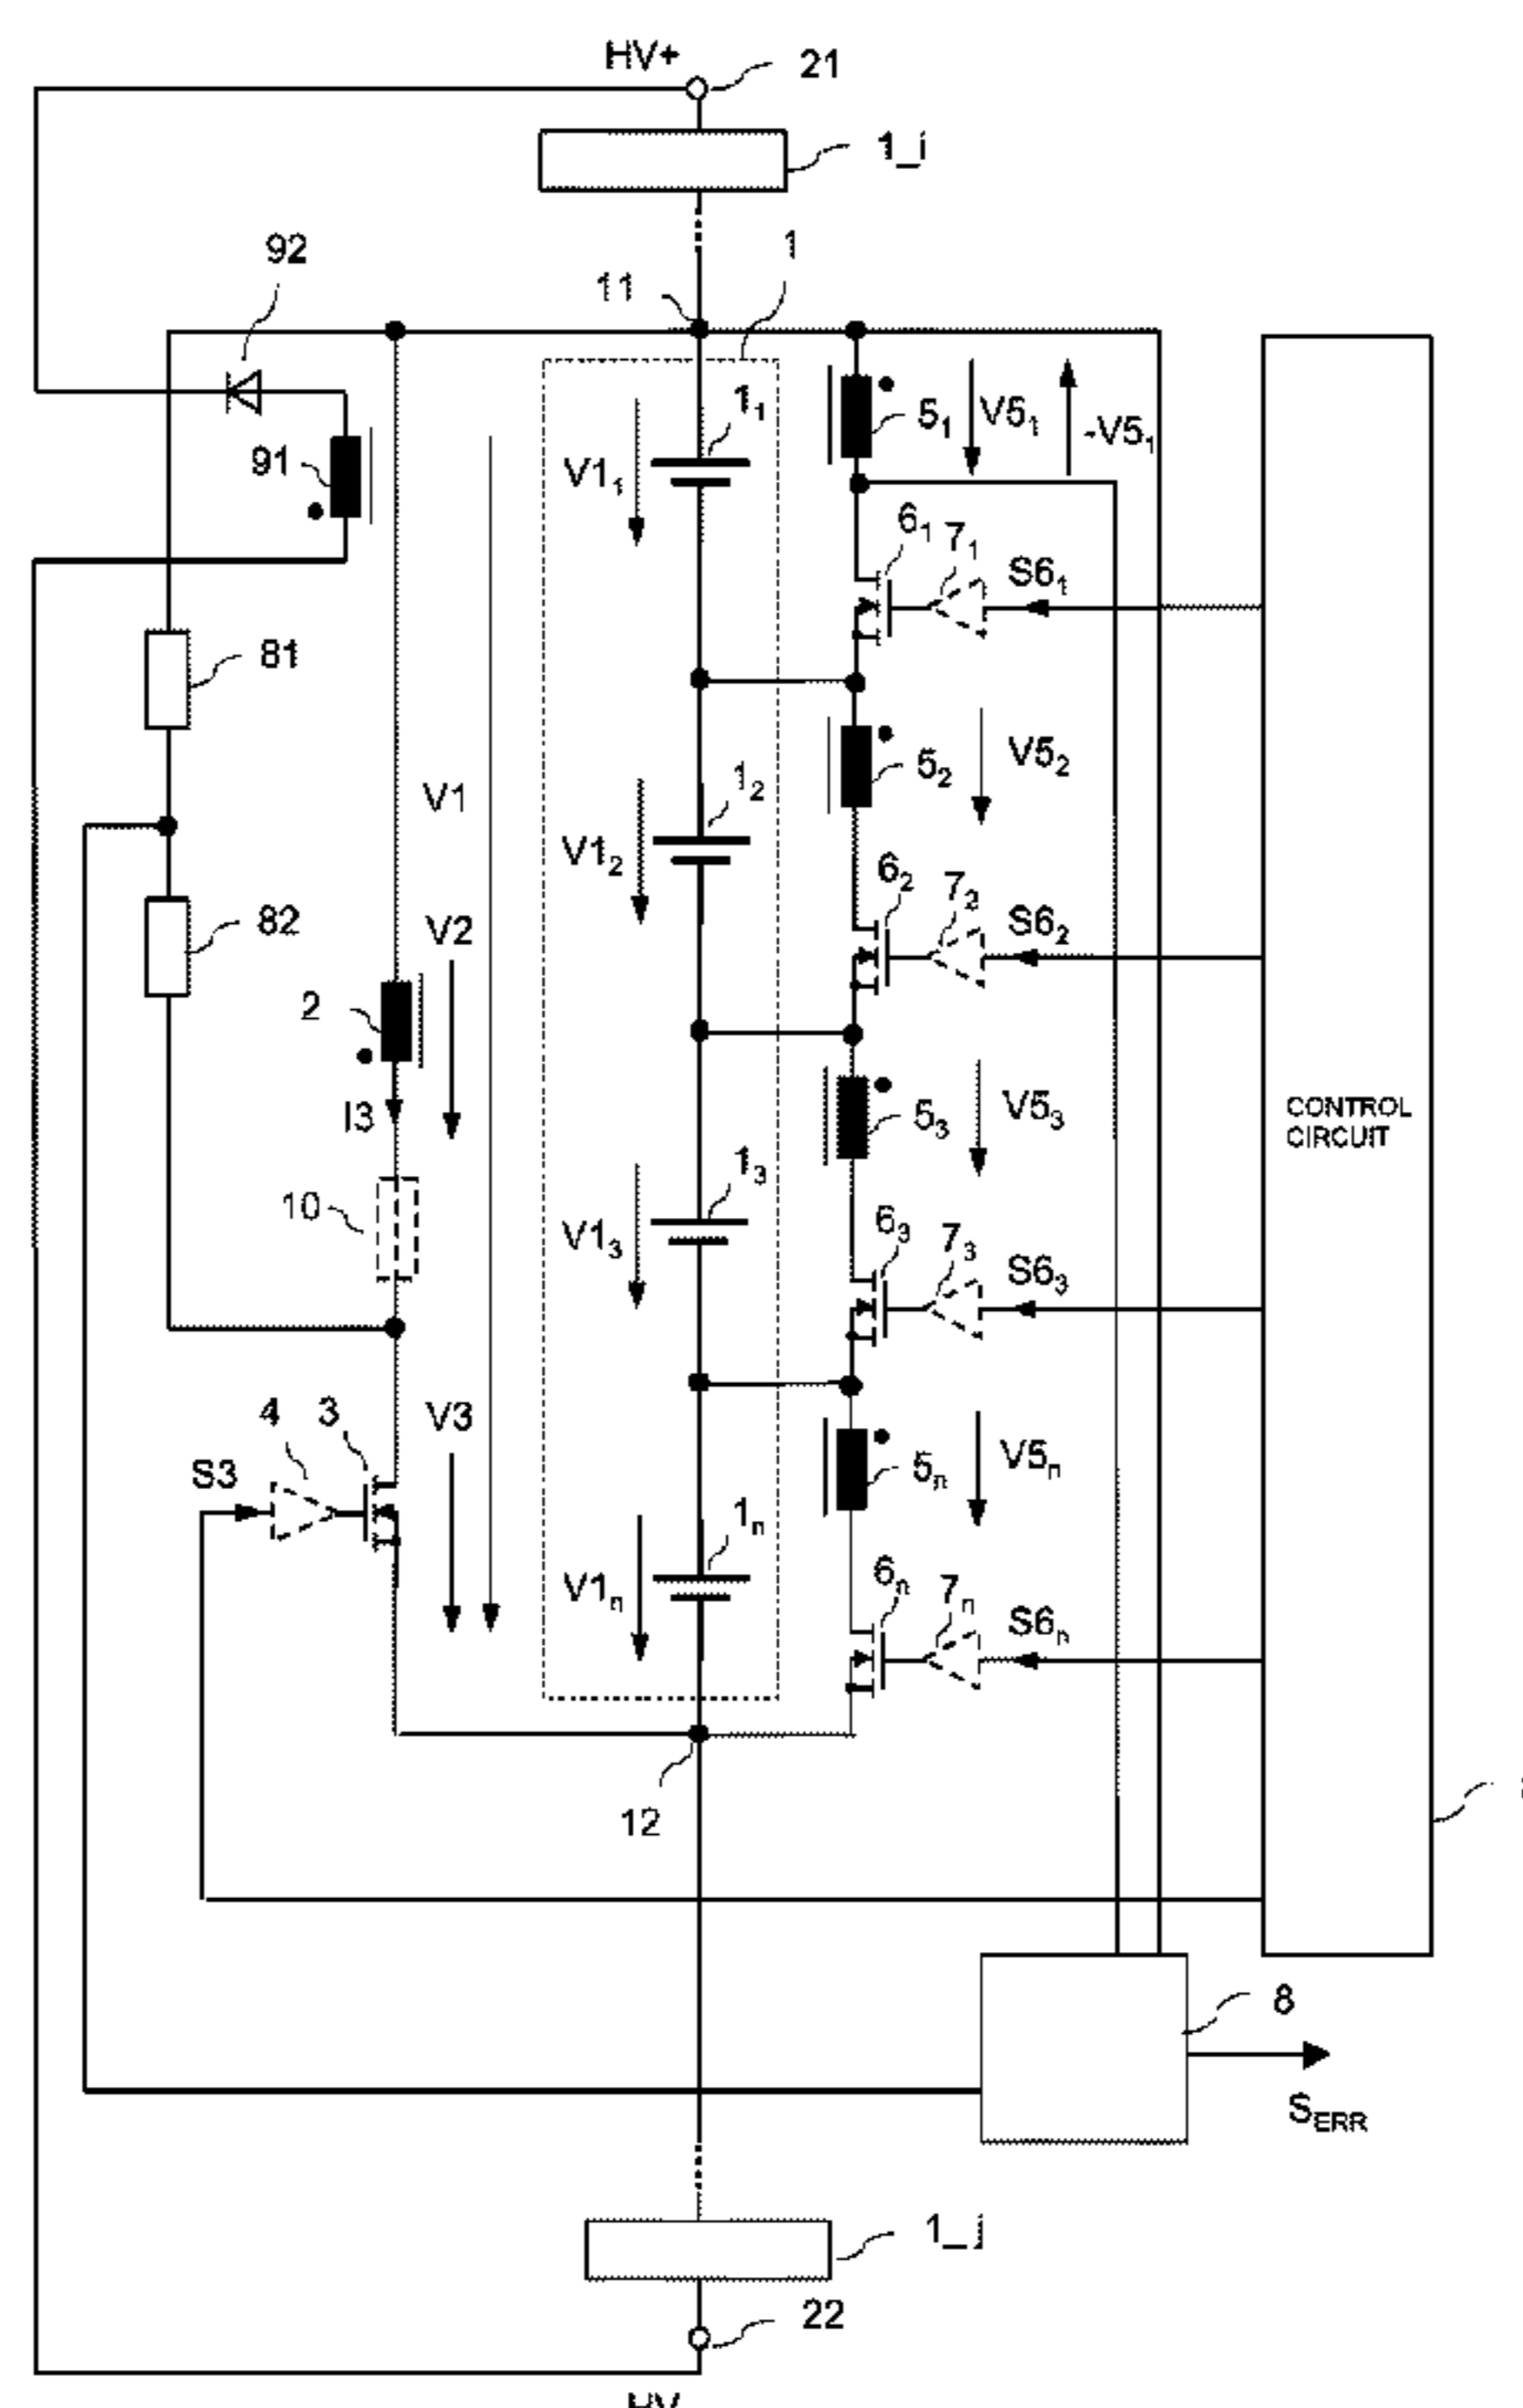 HV+ 21
1_i
92 1
11
1₁ 5₁ V5₁ -V5₁
91 V1₁
6₁ 7₁ S6₁
81
V5₂
V1 1₂ 5₂
V1₂
6₂ 7₂ S6₂
82 V2
2
I3 5₃ V5₃
CONTROL
CIRCUIT
10 1₃
V1₃ 6₃ 7₃ S6₃
4 3 V3
S3 5ₙ V5ₙ
1ₙ
V1ₙ 6ₙ 7ₙ S6ₙ
12
8
S_ERR
1_j
22
HV